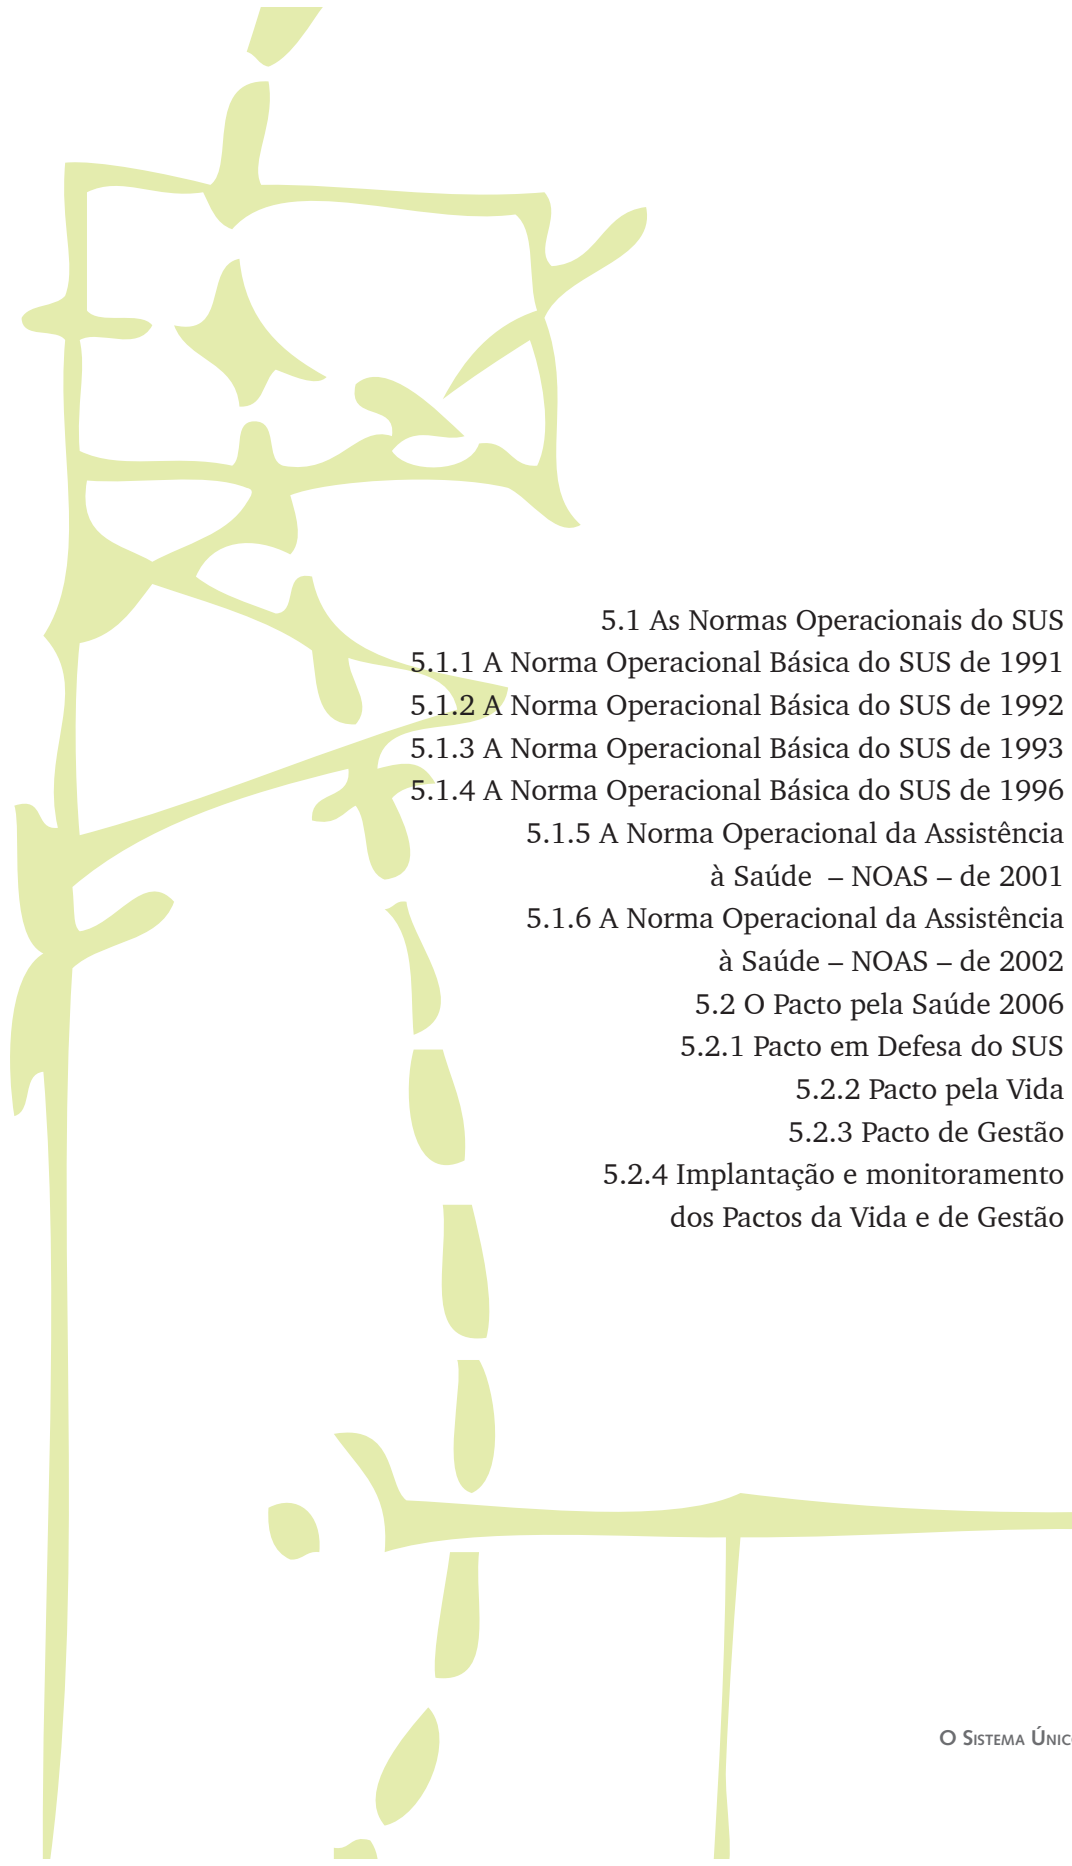 5.1 As Normas Operacionais do SUS
5.1.1 A Norma Operacional Básica do SUS de 1991
5.1.2 A Norma Operacional Básica do SUS de 1992
5.1.3 A Norma Operacional Básica do SUS de 1993
5.1.4 A Norma Operacional Básica do SUS de 1996
5.1.5 A Norma Operacional da Assistência
à Saúde – NOAS – de 2001
5.1.6 A Norma Operacional da Assistência
à Saúde – NOAS – de 2002
5.2 O Pacto pela Saúde 2006
5.2.1 Pacto em Defesa do SUS
5.2.2 Pacto pela Vida
5.2.3 Pacto de Gestão
5.2.4 Implantação e monitoramento
dos Pactos da Vida e de Gestão
O Sistema